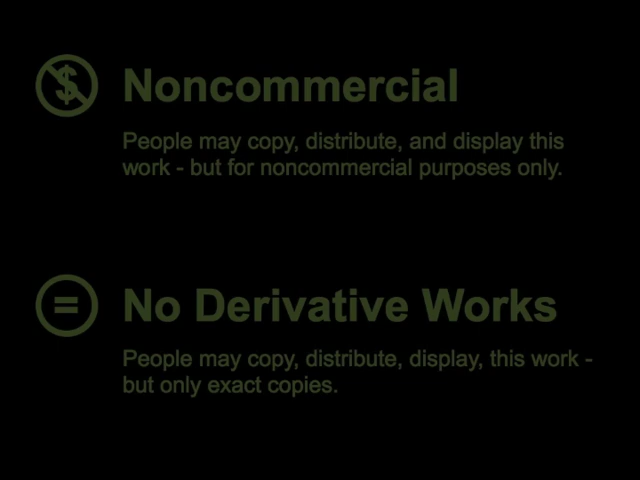 Noncommercial
People may copy, distribute, and display this
work - but for noncommercial purposes only.
No Derivative Works
People may copy, distribute, display, this work -
but only exact copies.